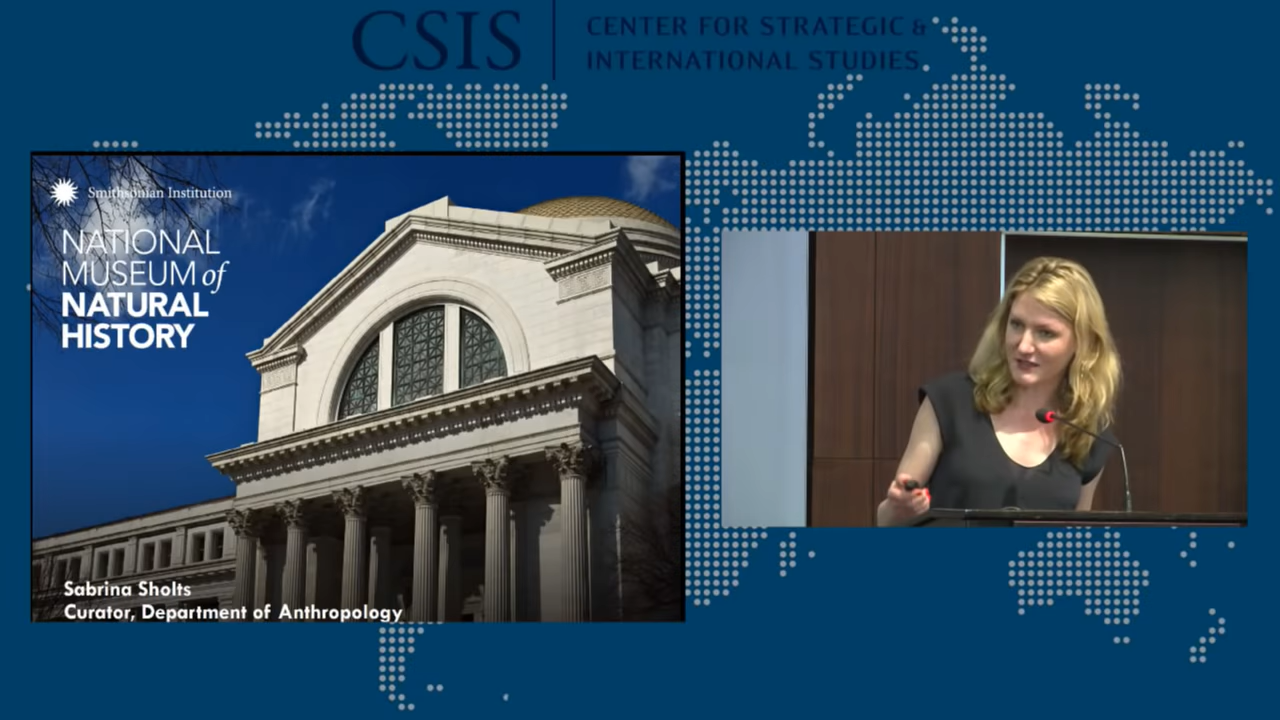 CSIS
CENTER FOR STRATEGIC &
INTERNATIONAL STUDIES
Smithsonian Institution
NATIONAL
MUSEUM of
NATURAL
HISTORY
Sabrina Sholts
Curator, Department of Anthropology